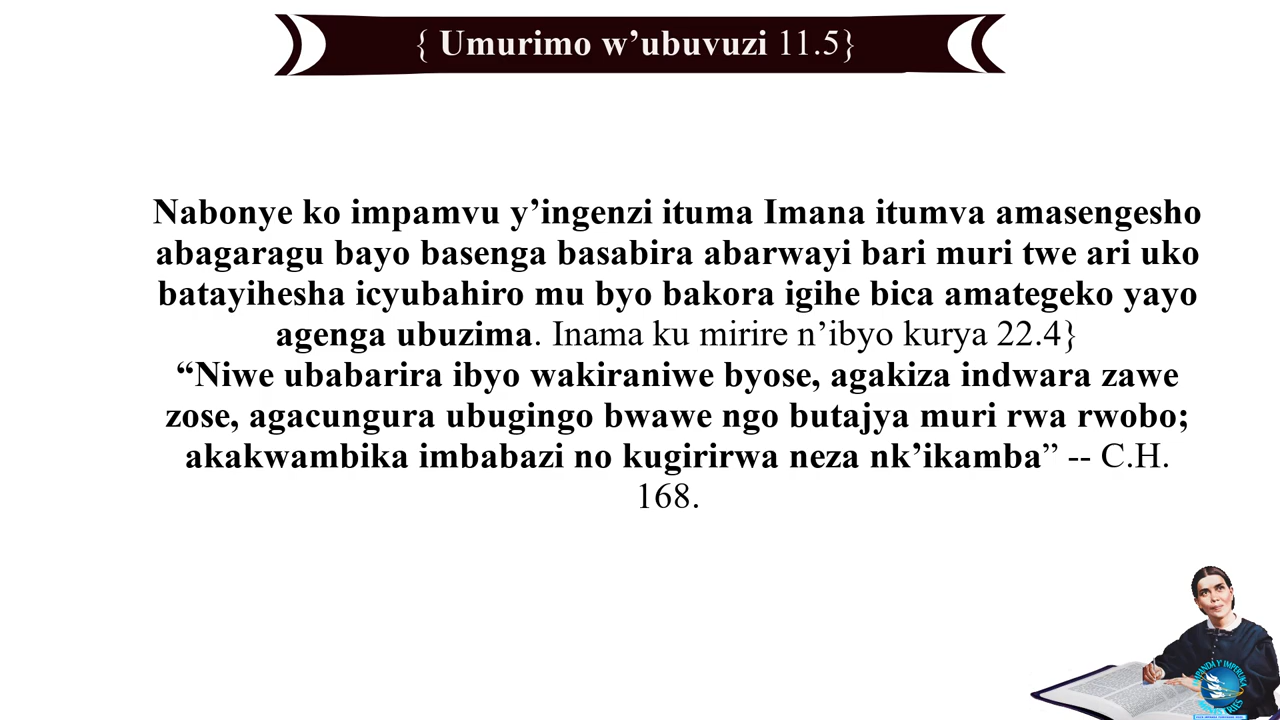 { Umurimo w’ubuvuzi 11.5}
Nabonye ko impamvu y’ingenzi ituma Imana itumva amasengesho
abagaragu bayo basenga basabira abarwayi bari muri twe ari uko
batayihesha icyubahiro mu byo bakora igihe bica amategeko yayo
agenga ubuzima. Inama ku mirire n’ibyo kurya 22.4}
“Niwe ubabarira ibyo wakiraniwe byose, agakiza indwara zawe
zose, agacungura ubugingo bwawe ngo butajya muri rwa rwobo;
akakwambika imbabazi no kugirirwa neza nk’ikamba” -- C.H.
168.